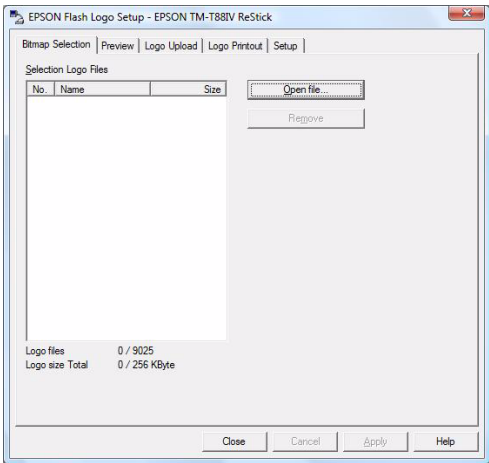 EPSON Flash Logo Setup - EPSON TM-T88IV ReStick
Bitmap Selection Preview Logo Upload Logo Printout Setup
Selection Logo Files
No. Name Size
Open file...
Remove
Logo files 0 / 9025
Logo size Total 0 / 256 KByte
Close Cancel Apply Help